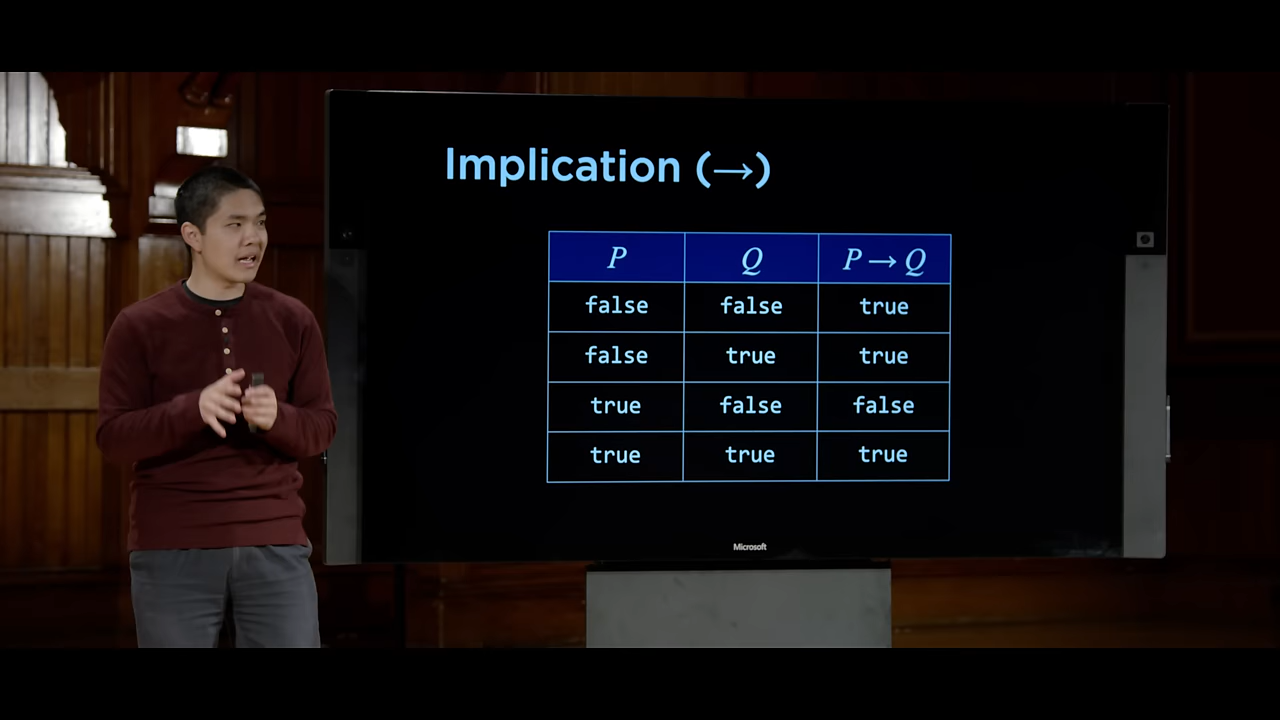 Implication (→)
P Q P → Q
false false true
false true true
true false false
true true true
Microsoft